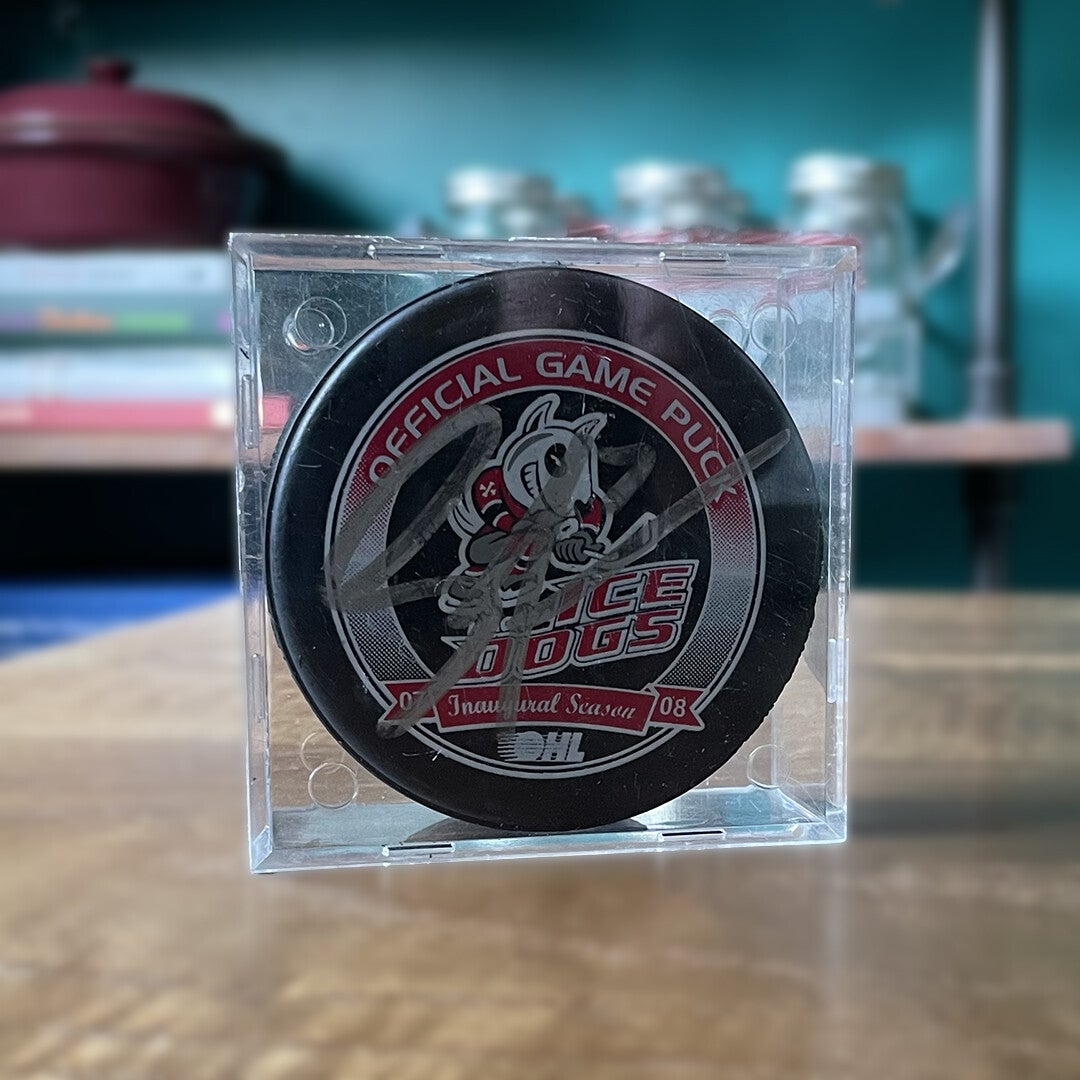 OFFICIAL GAME PUCK
ICE
DOGS
07 Inaugural Season 08
OHL